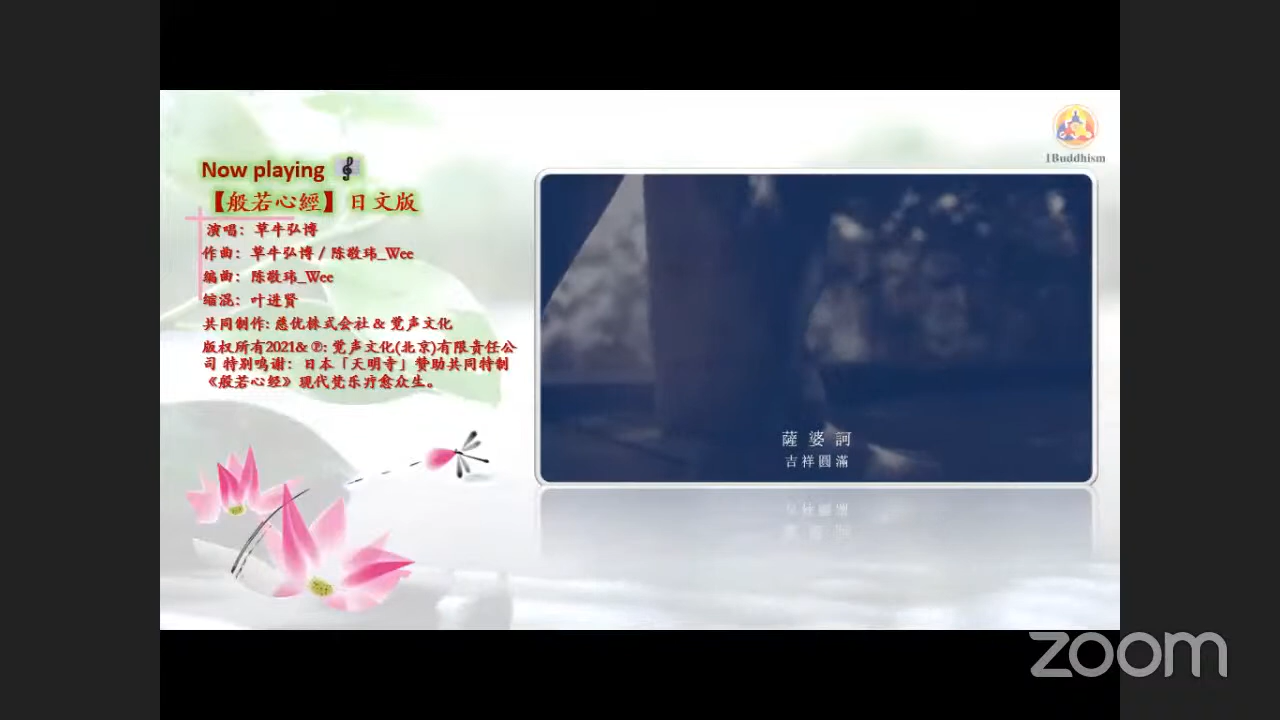 Now playing
【般若心經】日文版
演唱：草牛弘博
作曲：草牛弘博 / 陈敬玮_Wee
编曲：陈敬玮_Wee
缩混：叶进贤
共同制作: 慈优株式会社 & 觉声文化
版权所有2021& ℗: 觉声文化(北京)有限责任公
司 特别鸣谢：日本「天明寺」赞助共同特制
《般若心经》现代梵乐疗愈众生。
IBuddhism
薩婆訶
吉祥圓滿
zoom